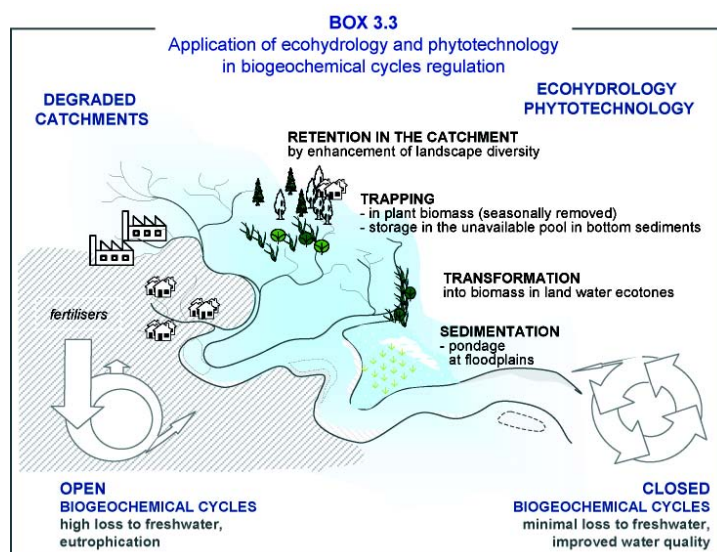 BOX 3.3
Application of ecohydrology and phytotechnology
in biogeochemical cycles regulation
DEGRADED
CATCHMENTS
ECOHYDROLOGY
PHYTOTECHNOLOGY
RETENTION IN THE CATCHMENT
by enhancement of landscape diversity
TRAPPING
- in plant biomass (seasonally removed)
- storage in the unavailable pool in bottom sediments
TRANSFORMATION
into biomass in land water ecotones
fertilisers
SEDIMENTATION
- pondage
at floodplains
OPEN
BIOGEOCHEMICAL CYCLES
high loss to freshwater,
eutrophication
CLOSED
BIOGEOCHEMICAL CYCLES
minimal loss to freshwater,
improved water quality